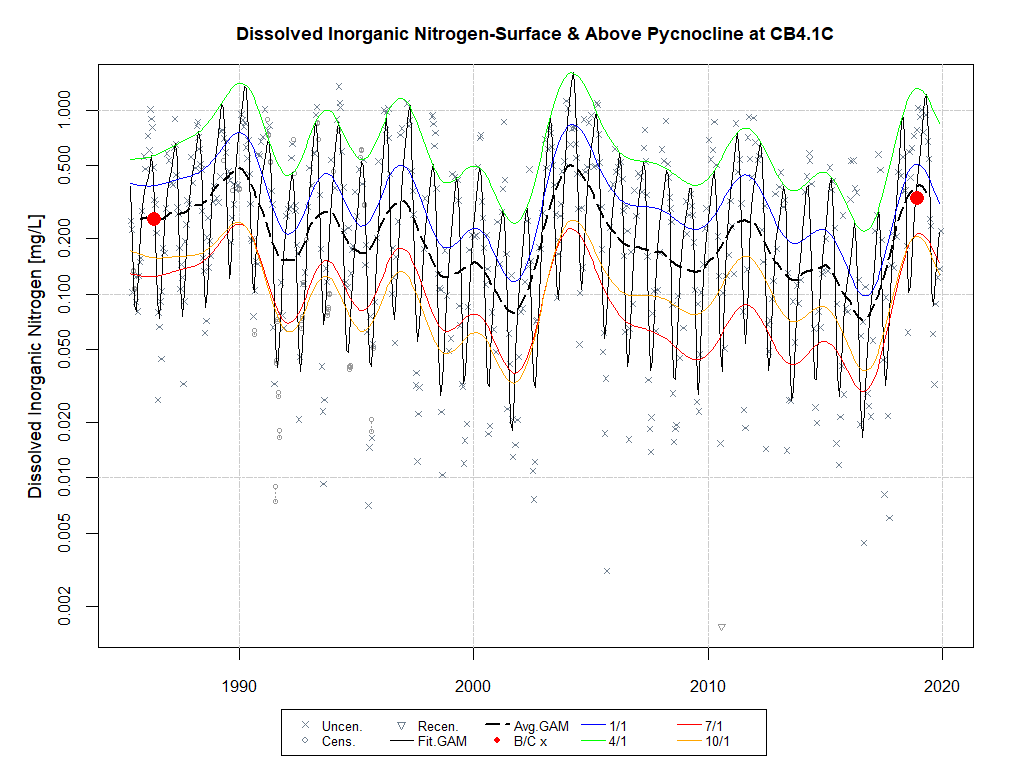 Dissolved Inorganic Nitrogen-Surface & Above Pycnocline at CB4.1C
Dissolved Inorganic Nitrogen [mg/L]
1.000
0.500
0.200
0.100
0.050
0.020
0.010
0.005
0.002
1990 2000 2010 2020
Uncen. Recen. Avg.GAM 1/1 7/1
Cens. Fit.GAM B/C x 4/1 10/1